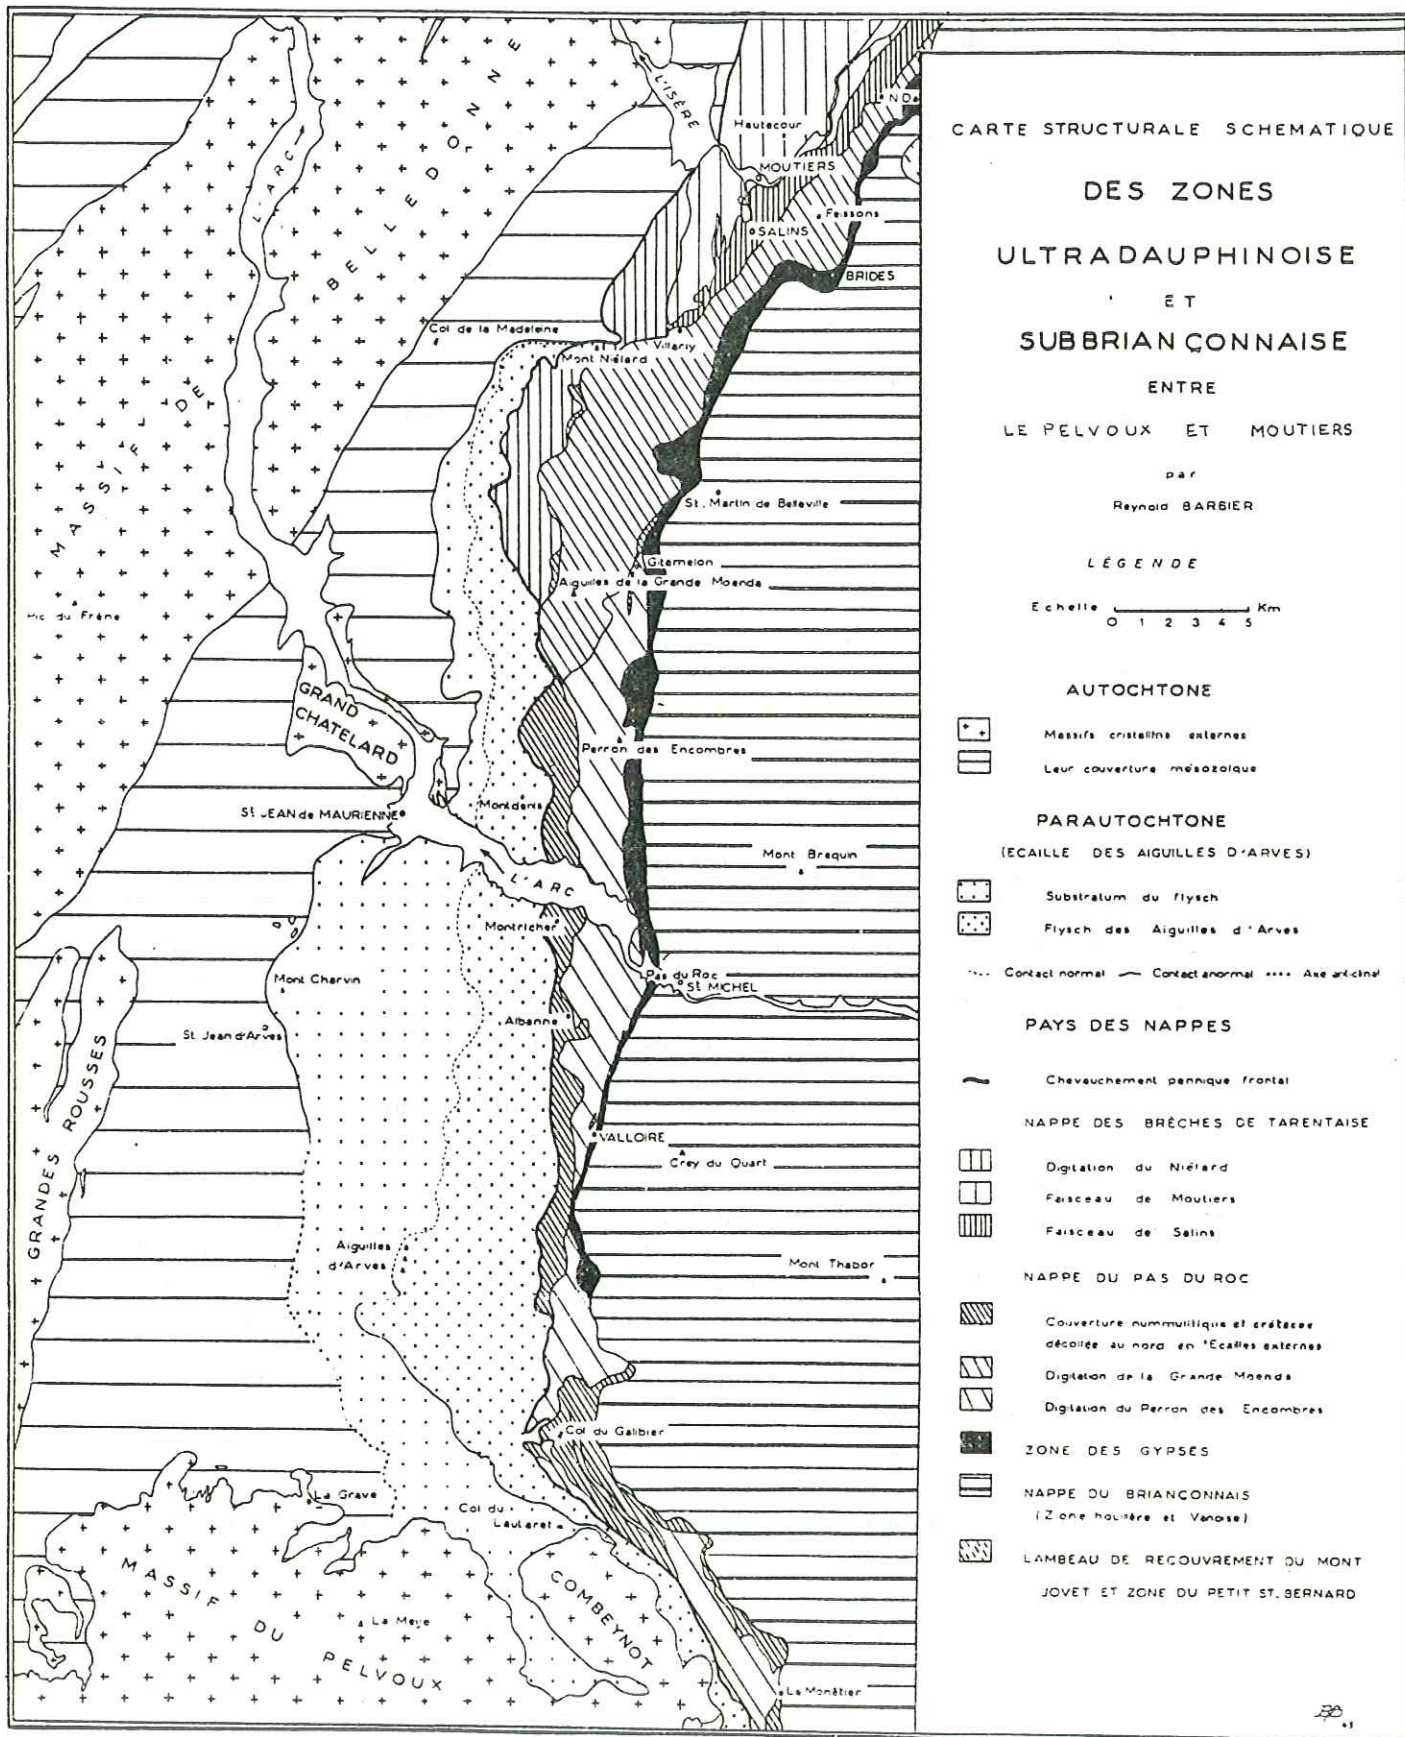 CARTE STRUCTURALE SCHEMATIQUE
DES ZONES
ULTRADAUPHINOISE
ET
SUBBRIANÇONNAISE
ENTRE
LE PELVOUX ET MOUTIERS
par
Reynold BARBIER
LÉGENDE
Echelle Km
0 1 2 3 4 5
AUTOCHTONE
Massifs cristallins externes
Leur couverture mésozoïque
PARAUTOCHTONE
(ECAILLE DES AIGUILLES D'ARVES)
Substratum du flysch
Flysch des Aiguilles d'Arves
Contact normal Contact anormal Axe anticlinal
PAYS DES NAPPES
Chevauchement pennique frontal
NAPPE DES BRÈCHES DE TARENTAISE
Digitation du Niélard
Faisceau de Moutiers
Faisceau de Salins
NAPPE DU PAS DU ROC
Couverture nummulitique et crétacee
décollée au nord en "Ecailles externes
Digitation de la Grande Moenda
Digitation du Perron des Encombres
ZONE DES GYPSES
NAPPE DU BRIANÇONNAIS
(Zone houillère et Vanoise)
LAMBEAU DE RECOUVREMENT DU MONT
JOVET ET ZONE DU PETIT ST. BERNARD
L'ISÈRE
N.D
Hautecour
MOUTIERS
Feissons
SALINS
BRIDES
L'ARC
MASSIF DE BELLEDONNE
Col de la Madeleine
Villarly
Mont Niélard
St. Martin de Belleville
Gitamelon
Aiguilles de la Grande Moenda
Pic du Frêne
GRAND
CHATELARD
Perron des Encombres
Montdenis
St JEAN de MAURIENNE
Mont Brequin
L'ARC
Montricher
Pas du Roc
St MICHEL
Mont Charvin
Albanne
St. Jean d'Arves
GRANDES ROUSSES
VALLOIRE
Crey du Quart
Aiguilles
d'Arves
Mont Thabor
Col du Galibier
La Grave
Col du
Lautaret
MASSIF DU PELVOUX
COMBEYNOT
La Meije
Le Monêtier
43